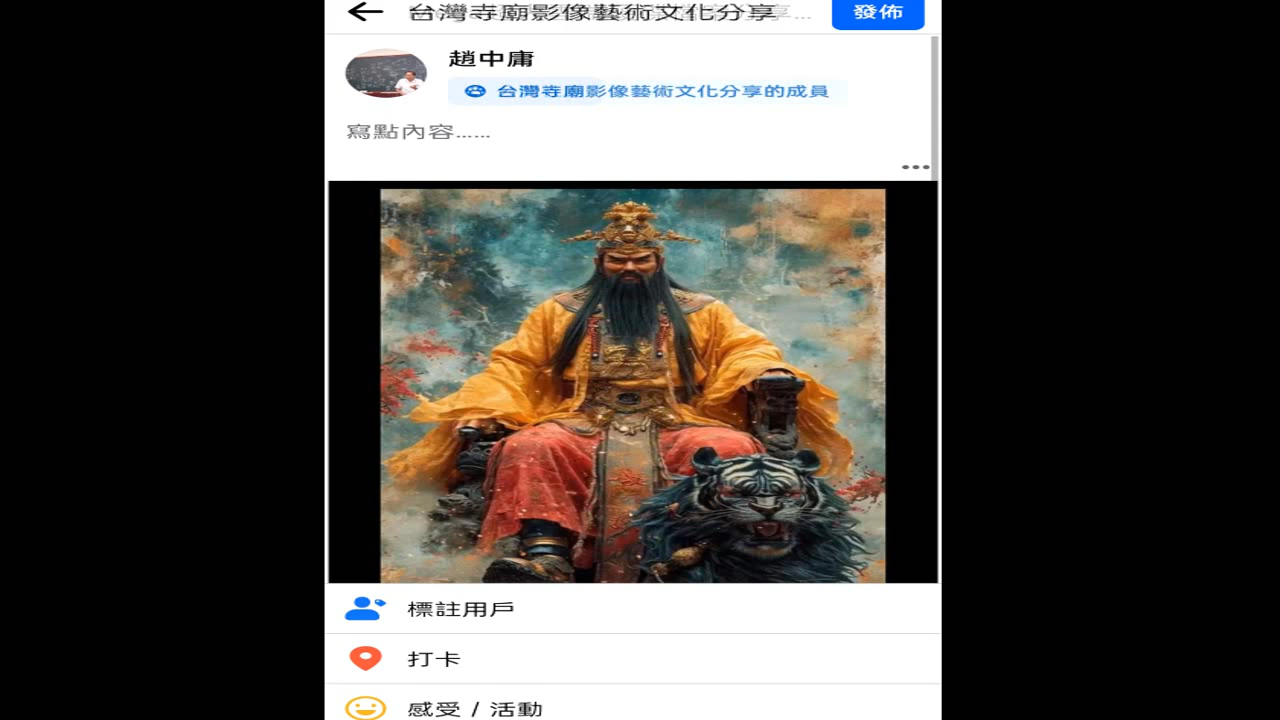 台灣寺廟影像藝術文化分享
發佈
趙中庸
台灣寺廟影像藝術文化分享的成員
寫點內容......
標註用戶
打卡
感受 / 活動